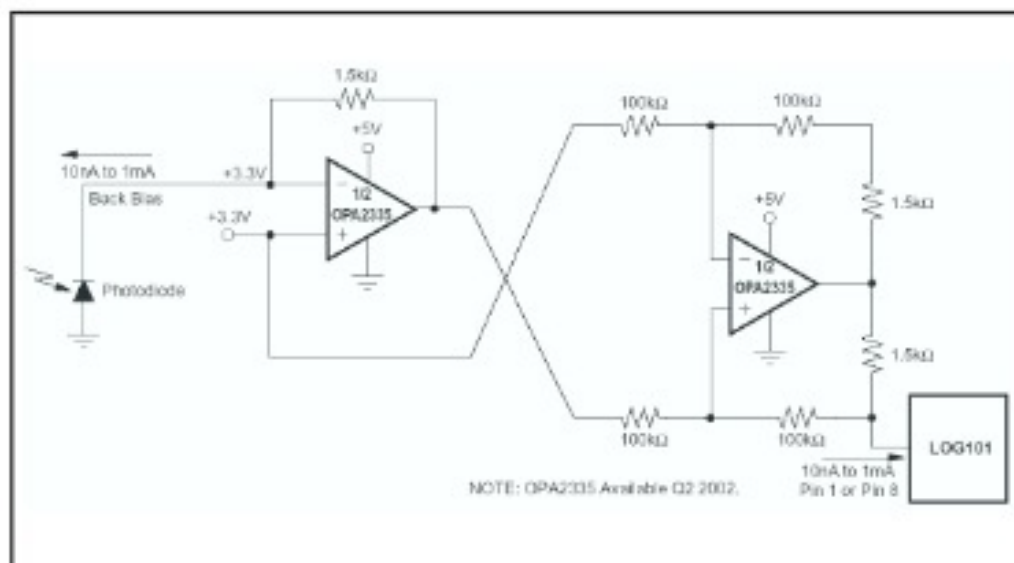 1.5kΩ
+5V
10nA to 1mA
Back Bias
+3.3V
+3.3V
1/2
OPA2335
Photodiode
100kΩ
100kΩ
+5V
1/2
OPA2335
1.5kΩ
1.5kΩ
100kΩ
100kΩ
LOG101
10nA to 1mA
Pin 1 or Pin 8
NOTE: OPA2335 Available Q2 2002.